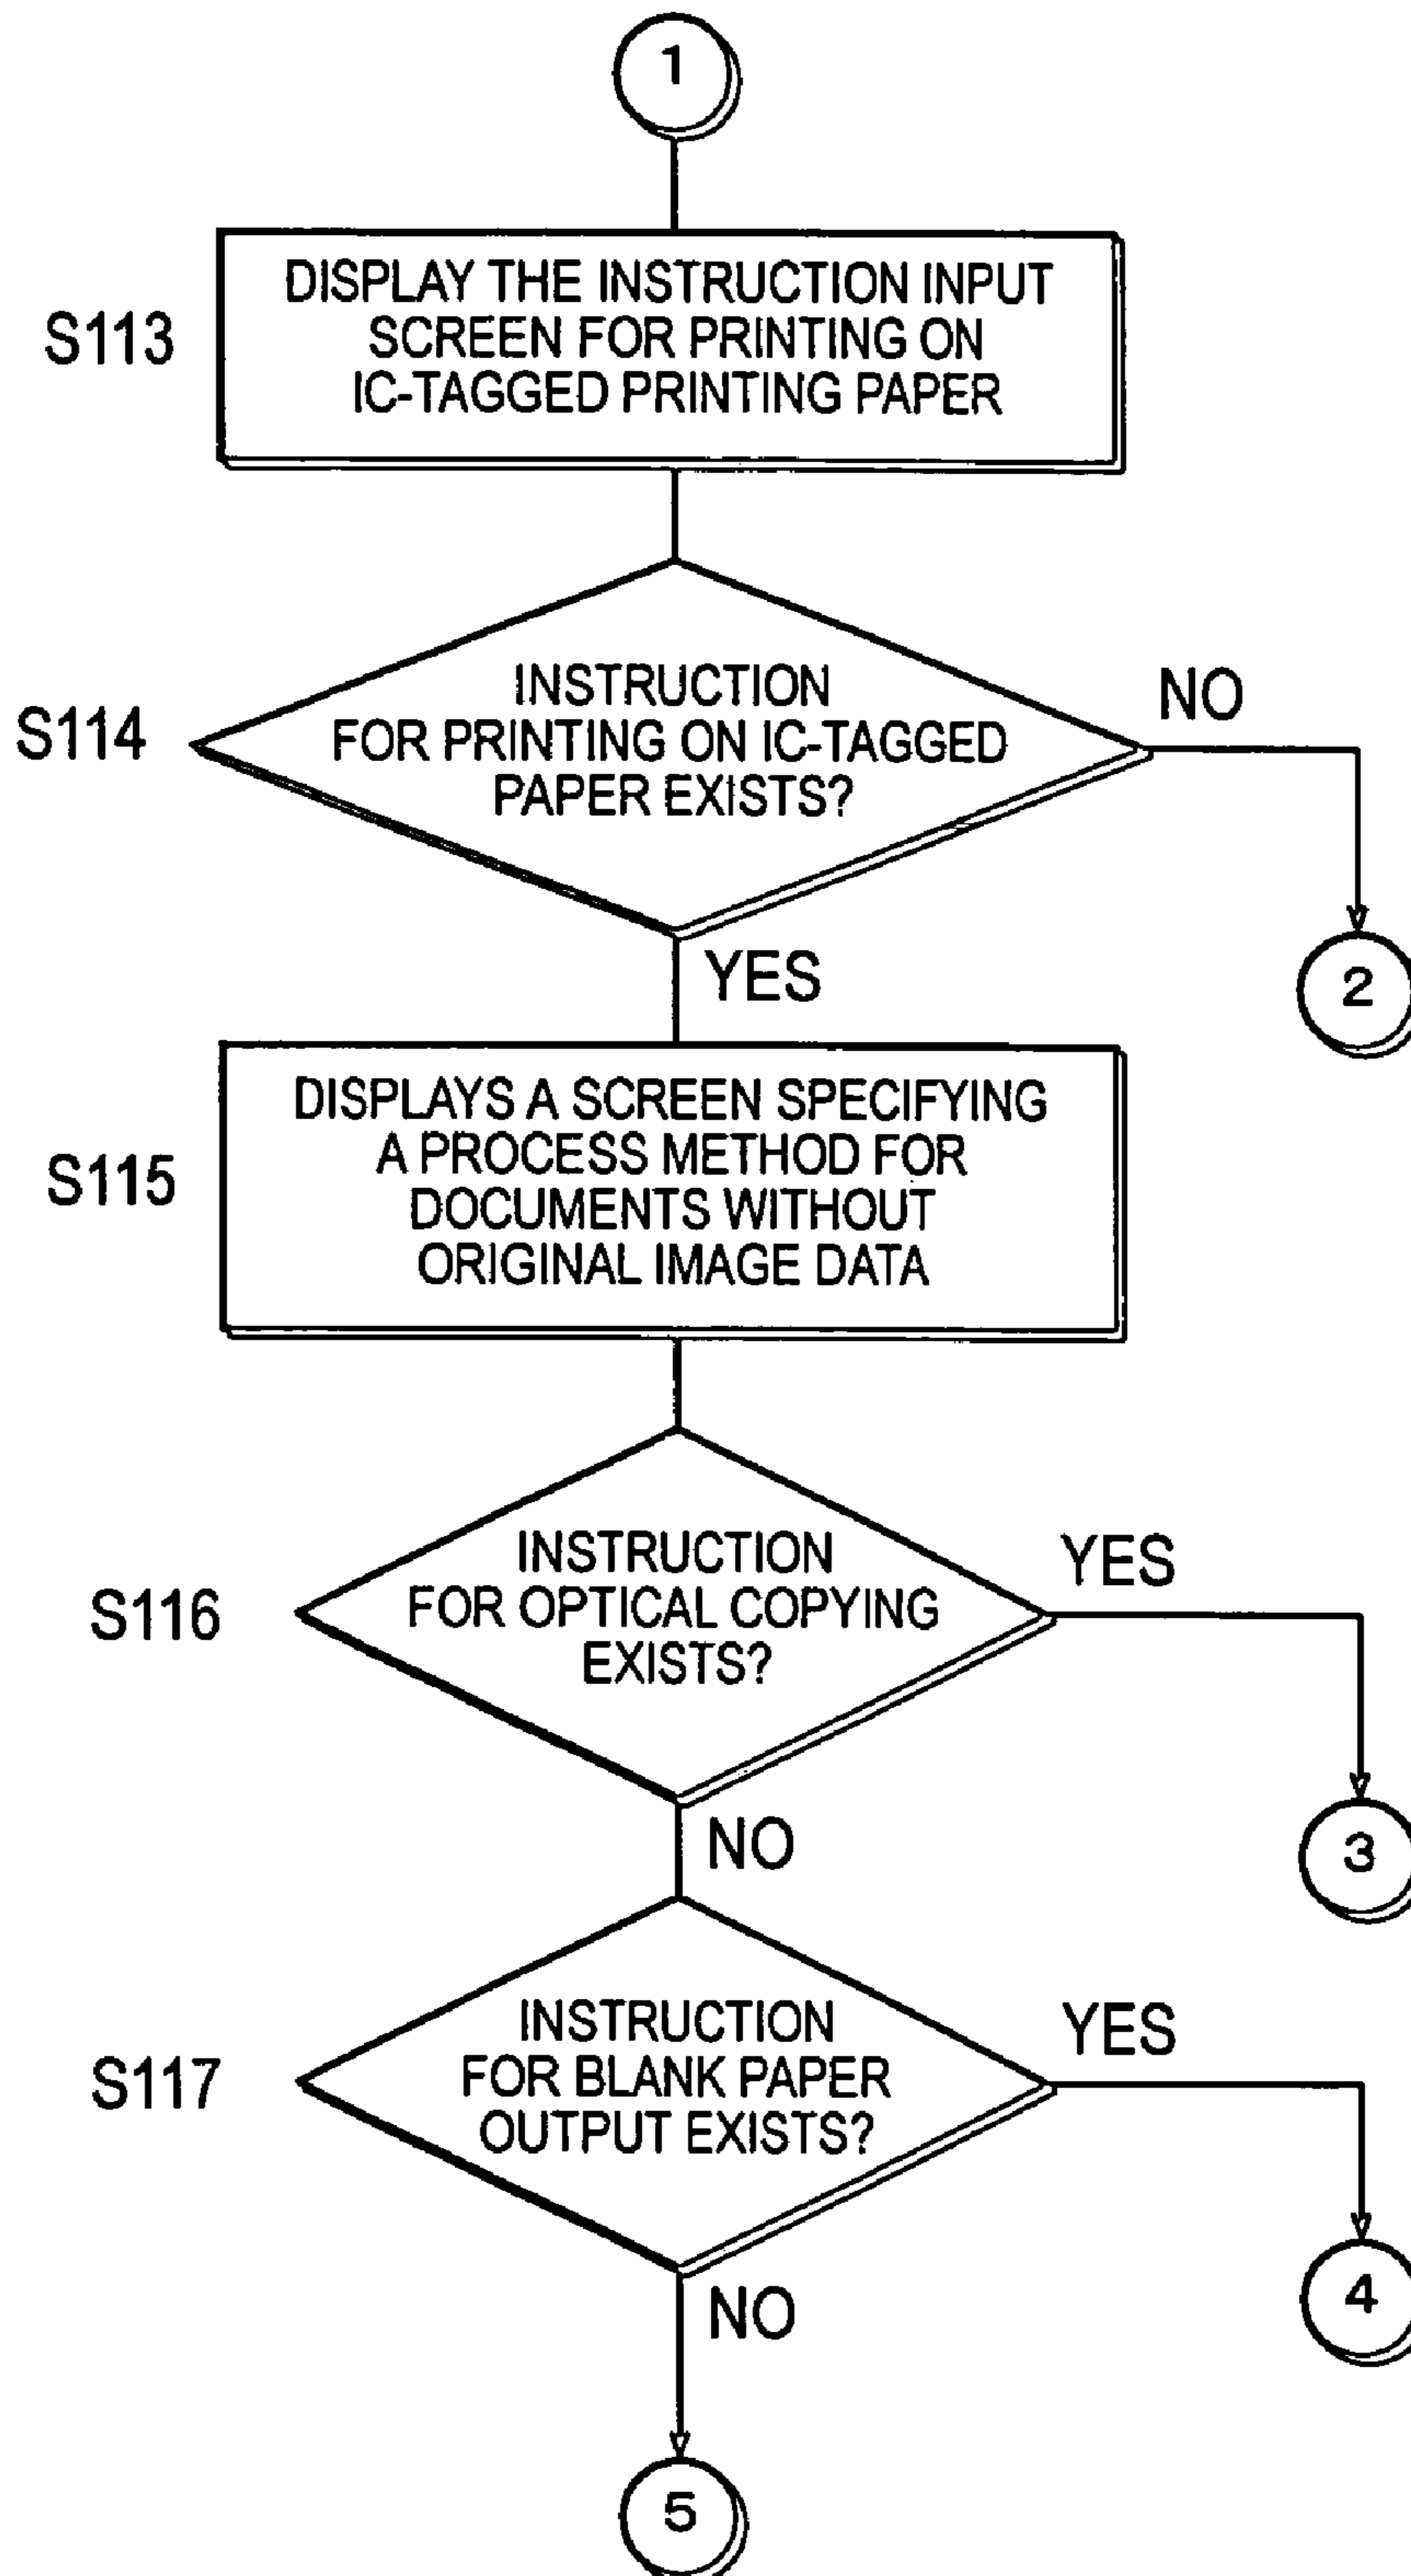 1
S113
DISPLAY THE INSTRUCTION INPUT
SCREEN FOR PRINTING ON
IC-TAGGED PRINTING PAPER
S114
INSTRUCTION
FOR PRINTING ON IC-TAGGED
PAPER EXISTS?
NO
2
YES
S115
DISPLAYS A SCREEN SPECIFYING
A PROCESS METHOD FOR
DOCUMENTS WITHOUT
ORIGINAL IMAGE DATA
S116
INSTRUCTION
FOR OPTICAL COPYING
EXISTS?
YES
3
NO
S117
INSTRUCTION
FOR BLANK PAPER
OUTPUT EXISTS?
YES
4
NO
5